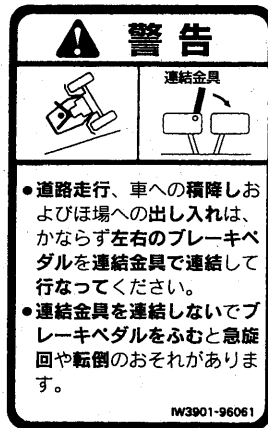 警告
連結金具
●道路走行、車への積降しお
よびほ場への出し入れは、
かならず左右のブレーキペ
ダルを連結金具で連結して
行なってください。
●連結金具を連結しないでブ
レーキペダルをふむと急旋
回や転倒のおそれがありま
す。
IW3901-96061